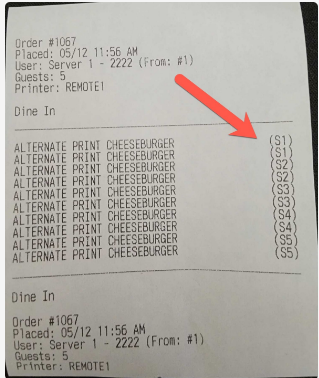 Order #1067
Placed: 05/12 11:56 AM
User: Server 1 - 2222 (From: #1)
Guests: 5
Printer: REMOTE1
Dine In
ALTERNATE PRINT CHEESEBURGER (S1)
ALTERNATE PRINT CHEESEBURGER (S1)
ALTERNATE PRINT CHEESEBURGER (S2)
ALTERNATE PRINT CHEESEBURGER (S2)
ALTERNATE PRINT CHEESEBURGER (S3)
ALTERNATE PRINT CHEESEBURGER (S3)
ALTERNATE PRINT CHEESEBURGER (S4)
ALTERNATE PRINT CHEESEBURGER (S4)
ALTERNATE PRINT CHEESEBURGER (S5)
ALTERNATE PRINT CHEESEBURGER (S5)
Dine In
Order #1067
Placed: 05/12 11:56 AM
User: Server 1 - 2222 (From: #1)
Guests: 5
Printer: REMOTE1